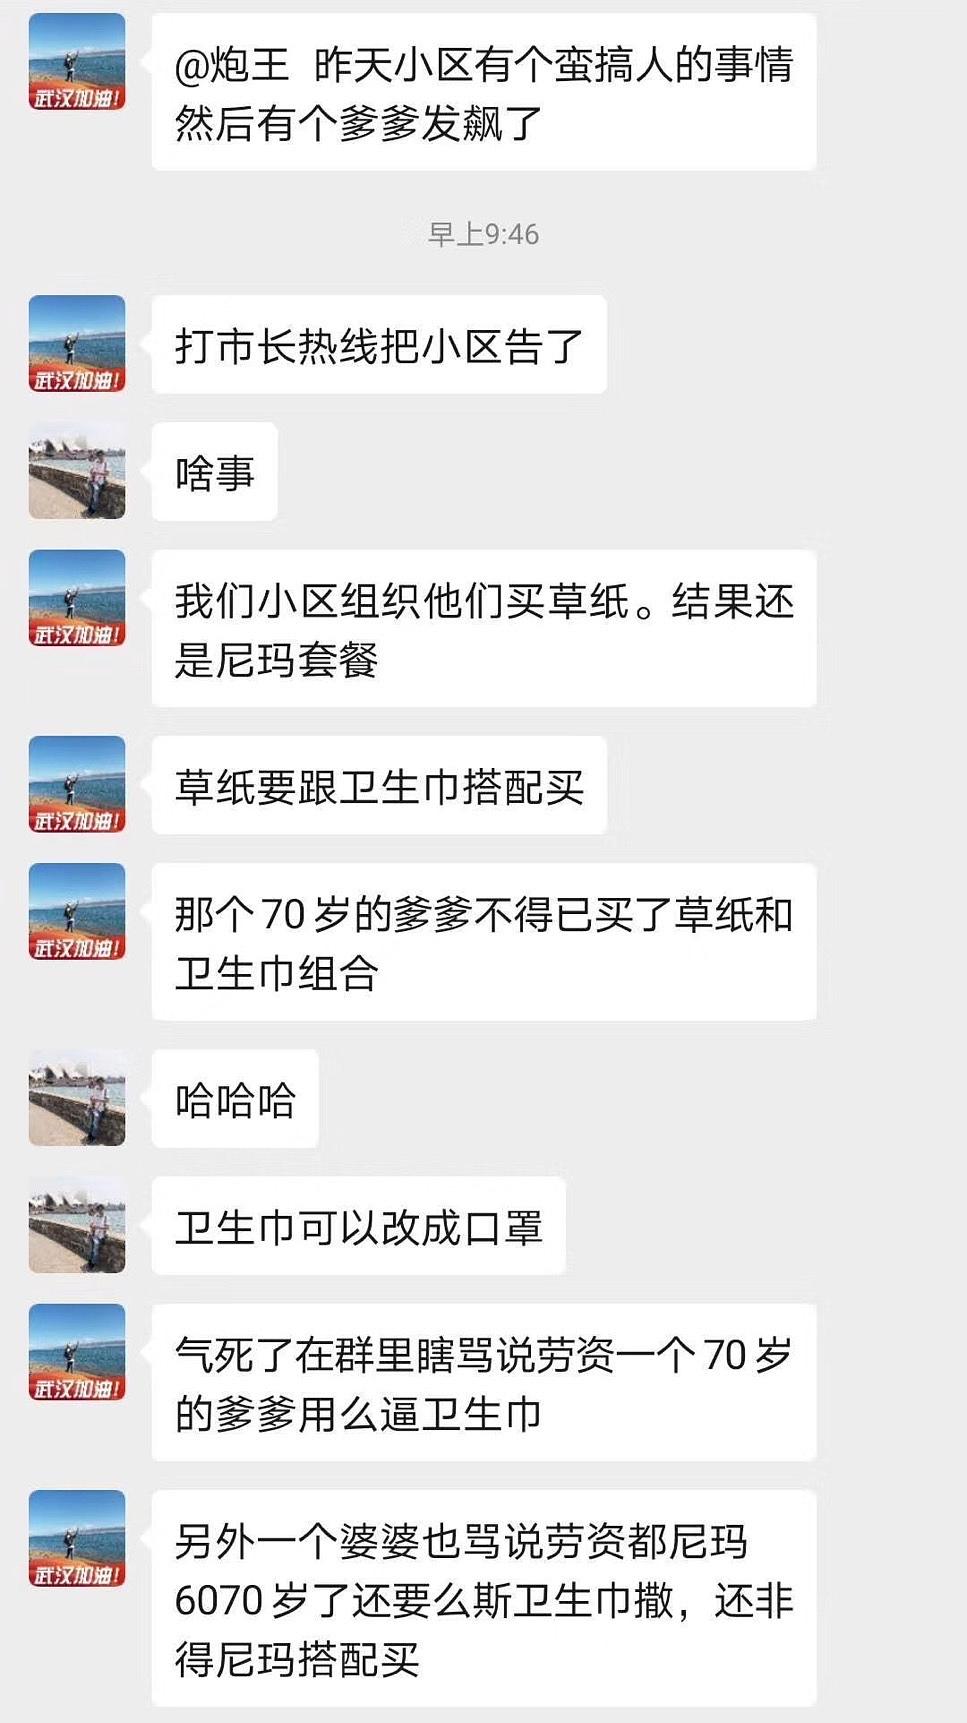 武汉加油!
@炮王 昨天小区有个蛮搞人的事情
然后有个爹爹发飙了
早上9:46
武汉加油!
打市长热线把小区告了
啥事
武汉加油!
我们小区组织他们买草纸。结果还
是尼玛套餐
武汉加油!
草纸要跟卫生巾搭配买
武汉加油!
那个70岁的爹爹不得已买了草纸和
卫生巾组合
哈哈哈
卫生巾可以改成口罩
武汉加油!
气死了在群里瞎骂说劳资一个70岁
的爹爹用么逼卫生巾
武汉加油!
另外一个婆婆也骂说劳资都尼玛
6070岁了还要么斯卫生巾撒，还非
得尼玛搭配买